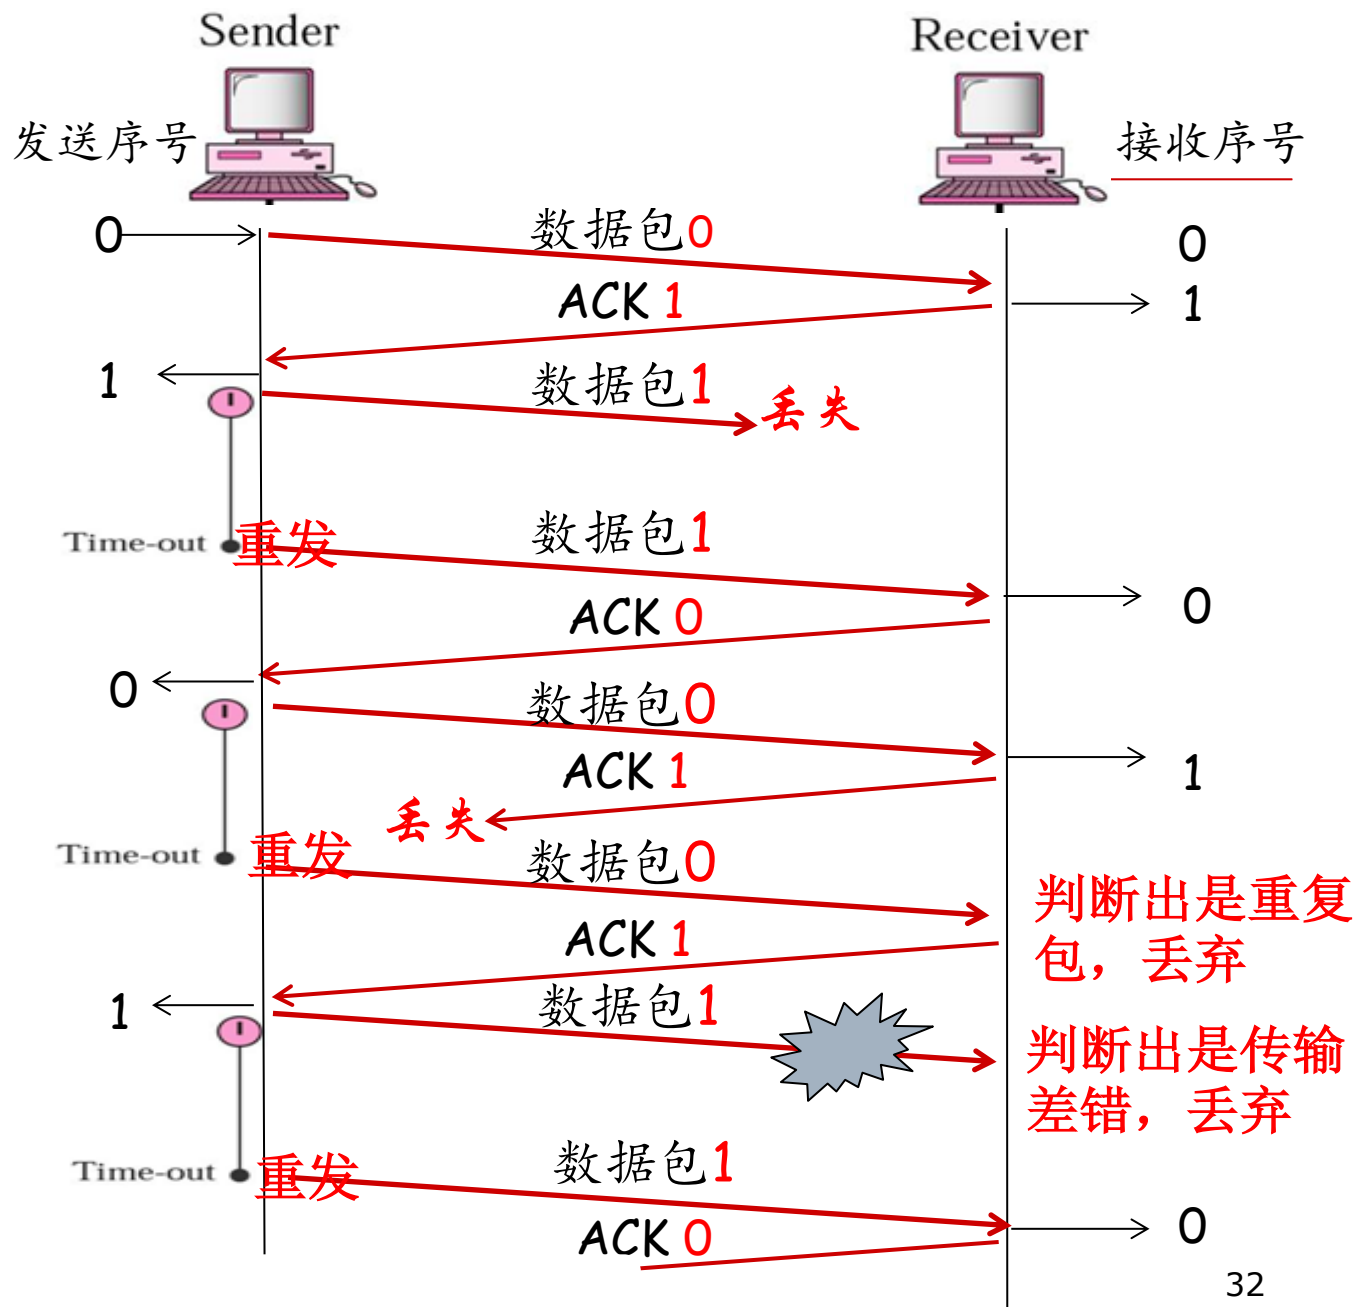 Sender
Receiver
发送序号
接收序号
0
数据包0
0
ACK 1
1
1
数据包1
丢失
Time-out
重发
数据包1
0
ACK 0
0
数据包0
ACK 1
1
丢失
Time-out
重发
数据包0
判断出是重复
包，丢弃
ACK 1
1
数据包1
判断出是传输
差错，丢弃
Time-out
重发
数据包1
ACK 0
0
32